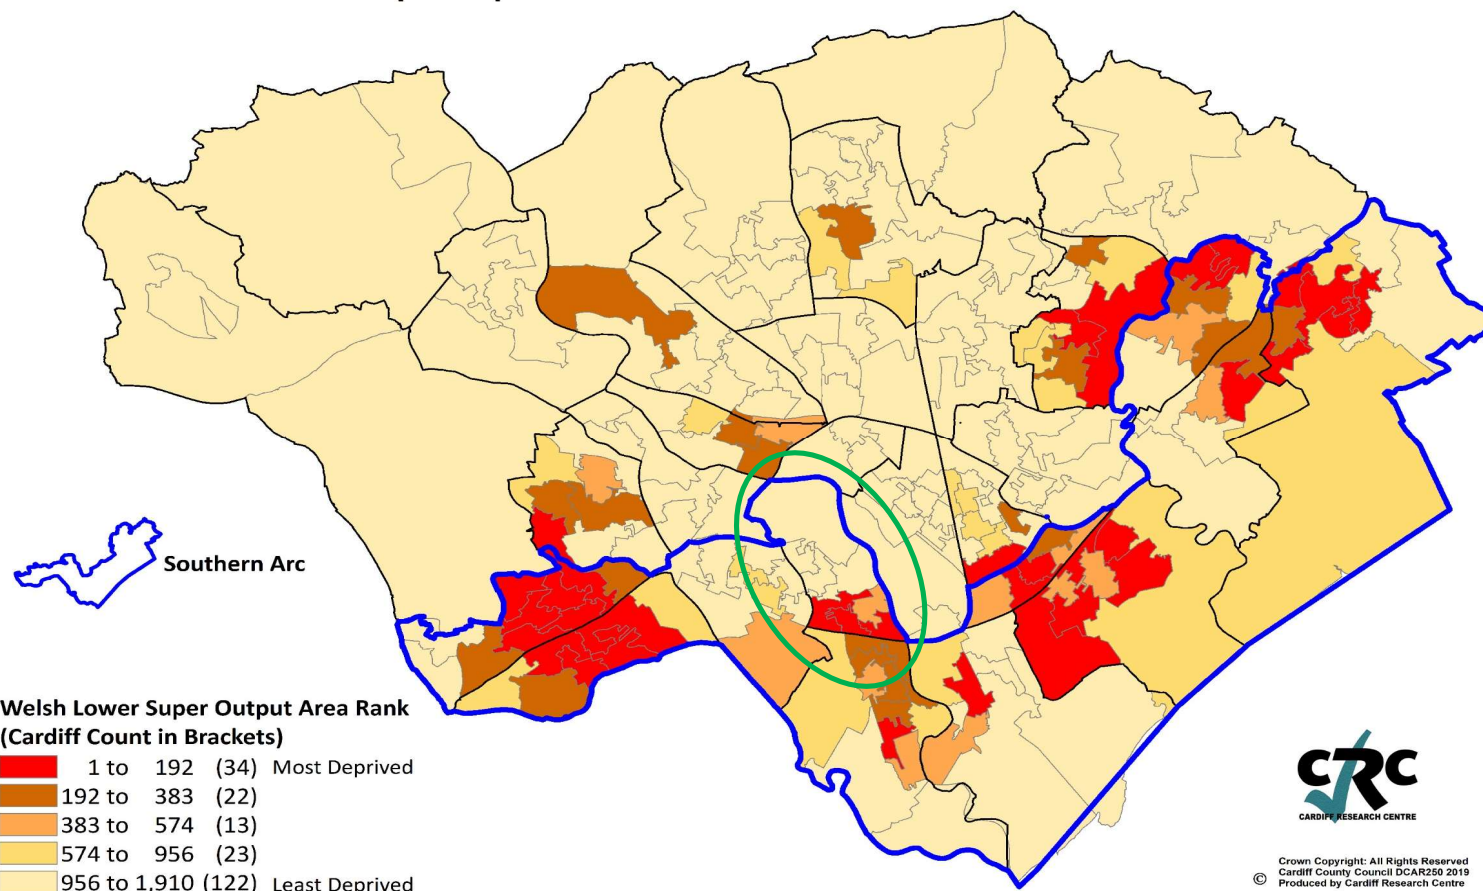 Southern Arc
Welsh Lower Super Output Area Rank
(Cardiff Count in Brackets)
1 to 192 (34) Most Deprived
192 to 383 (22)
383 to 574 (13)
574 to 956 (23)
956 to 1,910 (122) Least Deprived
CRC
CARDIFF RESEARCH CENTRE
Crown Copyright: All Rights Reserved
© Cardiff County Council DCAR250 2019
Produced by Cardiff Research Centre